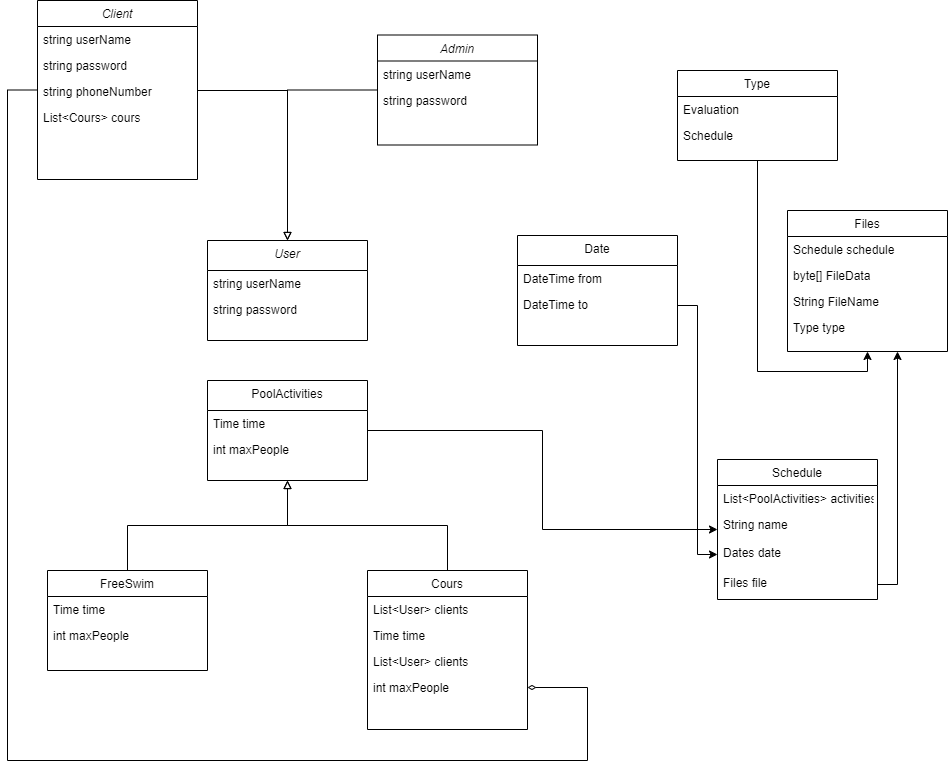 Client
string userName
string password
string phoneNumber
List<Cours> cours
Admin
string userName
string password
Type
Evaluation
Schedule
Files
Schedule schedule
byte[] FileData
String FileName
Type type
User
string userName
string password
Date
DateTime from
DateTime to
PoolActivities
Time time
int maxPeople
Schedule
List<PoolActivities> activities
String name
Dates date
Files file
FreeSwim
Time time
int maxPeople
Cours
List<User> clients
Time time
List<User> clients
int maxPeople